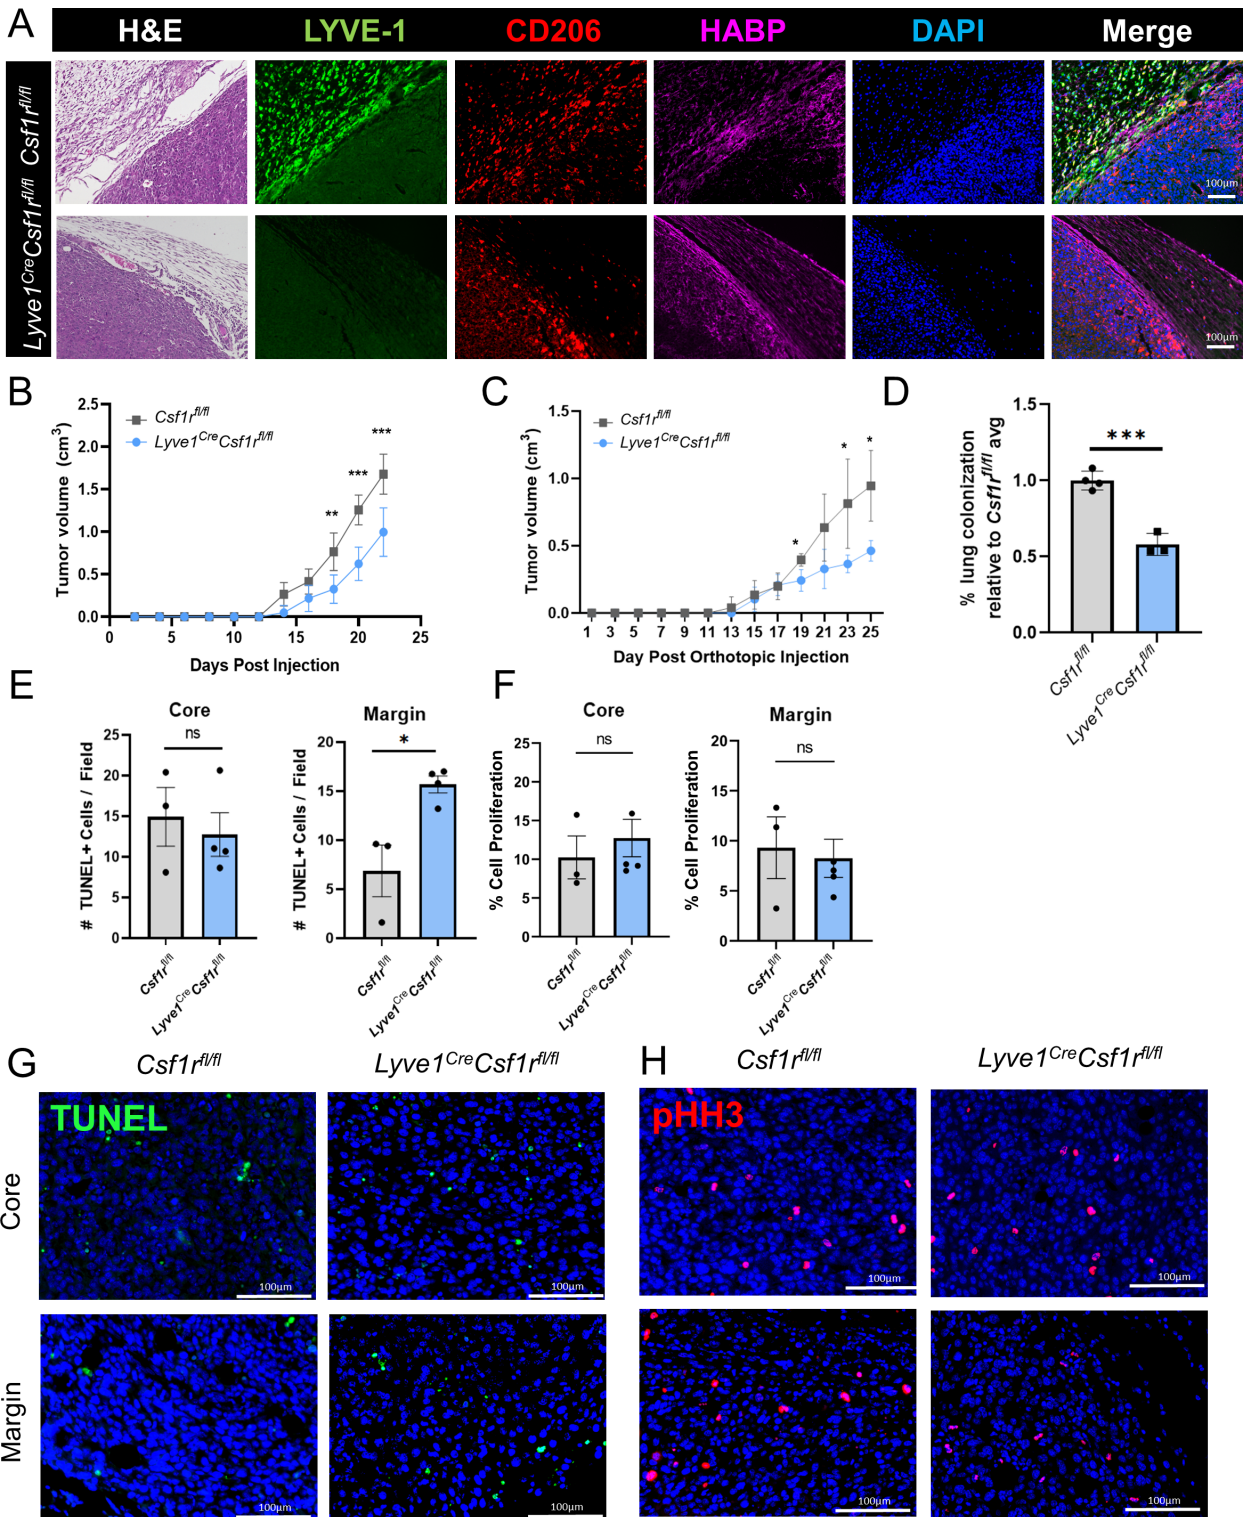 A
H&E LYVE-1 CD206 HABP DAPI Merge
Csf1r^fl/fl
100µm
Lyve1^Cre Csf1r^fl/fl
100µm
B
Tumor volume (cm³)
2.5
2.0
1.5
1.0
0.5
0.0
Csf1r^fl/fl
Lyve1^Cre Csf1r^fl/fl
** *** ***
0 5 10 15 20 25
Days Post Injection
C
Tumor volume (cm³)
1.5
1.0
0.5
0.0
Csf1r^fl/fl
Lyve1^Cre Csf1r^fl/fl
* * *
1 3 5 7 9 11 13 15 17 19 21 23 25
Day Post Orthotopic Injection
D
% lung colonization
relative to Csf1r^fl/fl avg
1.5
1.0
0.5
0.0
***
Csf1r^fl/fl
Lyve1^Cre Csf1r^fl/fl
E
Core
ns
# TUNEL+ Cells / Field
25
20
15
10
5
0
Csf1r^fl/fl
Lyve1^Cre Csf1r^fl/fl
Margin
*
# TUNEL+ Cells / Field
20
15
10
5
0
Csf1r^fl/fl
Lyve1^Cre Csf1r^fl/fl
F
Core
ns
% Cell Proliferation
25
20
15
10
5
0
Csf1r^fl/fl
Lyve1^Cre Csf1r^fl/fl
Margin
ns
% Cell Proliferation
20
15
10
5
0
Csf1r^fl/fl
Lyve1^Cre Csf1r^fl/fl
G
Csf1r^fl/fl Lyve1^Cre Csf1r^fl/fl
TUNEL
Core
100µm
100µm
Margin
100µm
100µm
H
Csf1r^fl/fl Lyve1^Cre Csf1r^fl/fl
pHH3
100µm
100µm
100µm
100µm